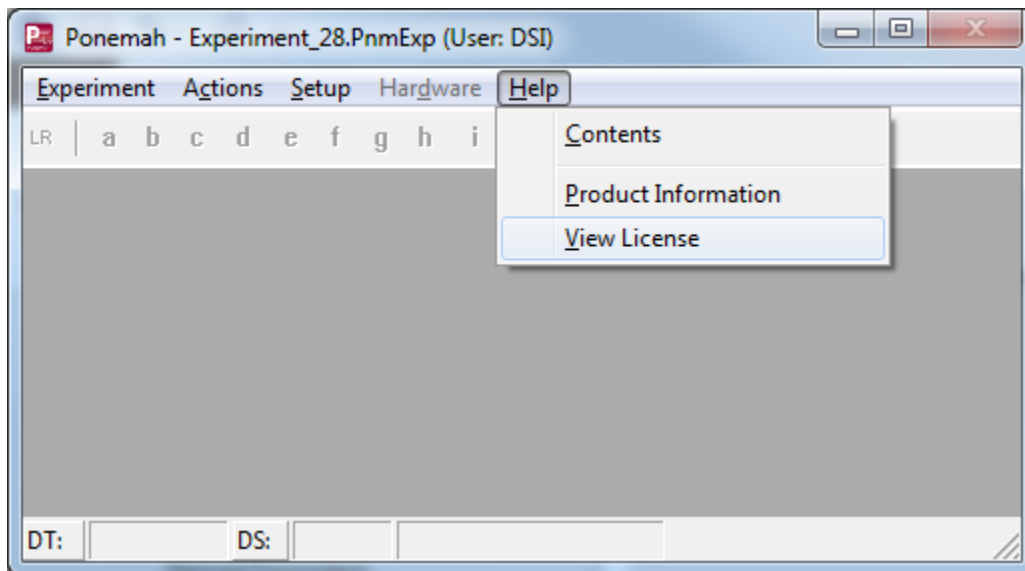 Ponemah - Experiment_28.PnmExp (User: DSI)
Experiment Actions Setup Hardware Help
LR a b c d e f g h i
Contents
Product Information
View License
DT: DS: